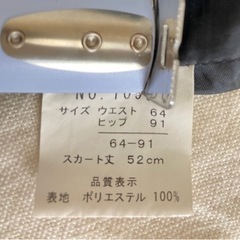 サイズ ウエスト 64
ヒップ 91
64-91
スカート丈 52cm
品質表示
表地 ポリエステル 100%